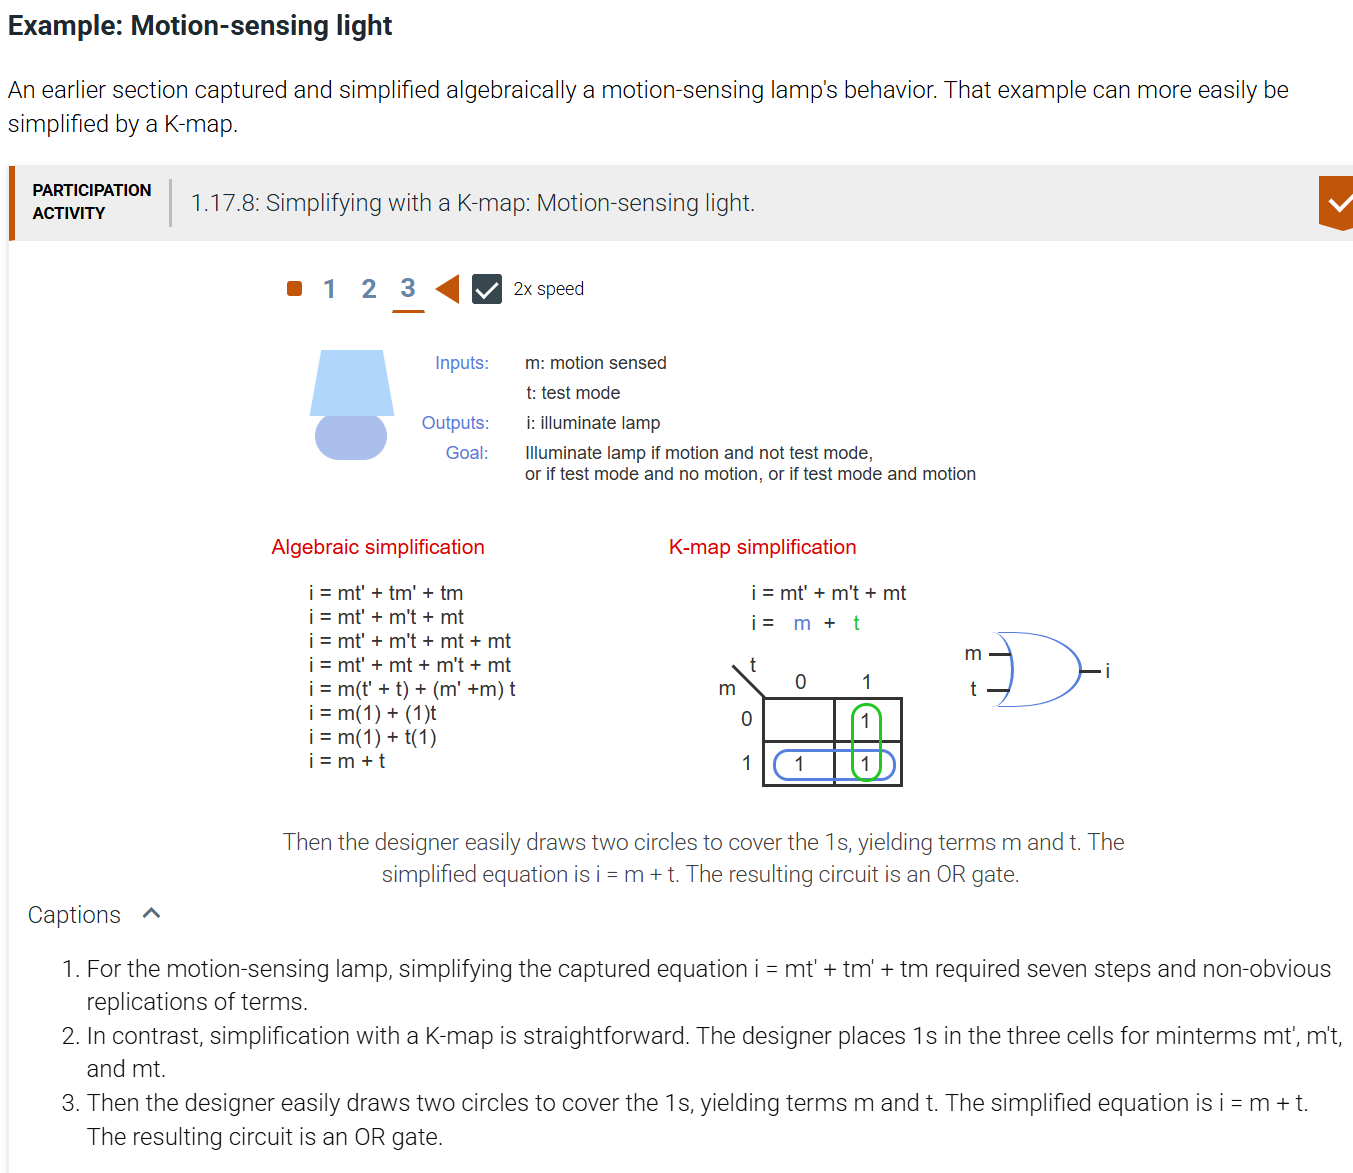 Example: Motion-sensing light
An earlier section captured and simplified algebraically a motion-sensing lamp's behavior. That example can more easily be
simplified by a K-map.
PARTICIPATION
ACTIVITY
1.17.8: Simplifying with a K-map: Motion-sensing light.
1 2 3 2x speed
Inputs: m: motion sensed
t: test mode
Outputs: i: illuminate lamp
Goal: Illuminate lamp if motion and not test mode,
or if test mode and no motion, or if test mode and motion
Algebraic simplification
i = mt' + tm' + tm
i = mt' + m't + mt
i = mt' + m't + mt + mt
i = mt' + mt + m't + mt
i = m(t' + t) + (m' +m) t
i = m(1) + (1)t
i = m(1) + t(1)
i = m + t
K-map simplification
i = mt' + m't + mt
i = m + t
t
m 0 1
0 1
1 1 1
m
t
i
Then the designer easily draws two circles to cover the 1s, yielding terms m and t. The
simplified equation is i = m + t. The resulting circuit is an OR gate.
Captions
1. For the motion-sensing lamp, simplifying the captured equation i = mt' + tm' + tm required seven steps and non-obvious
replications of terms.
2. In contrast, simplification with a K-map is straightforward. The designer places 1s in the three cells for minterms mt', m't,
and mt.
3. Then the designer easily draws two circles to cover the 1s, yielding terms m and t. The simplified equation is i = m + t.
The resulting circuit is an OR gate.